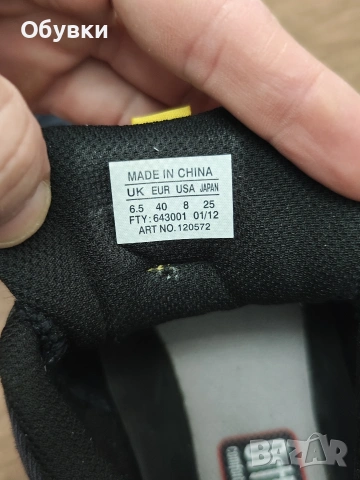 Обувки
MADE IN CHINA
UK EUR USA JAPAN
6.5 40 8 25
FTY: 643001 01/12
ART NO. 120572
BAZAR